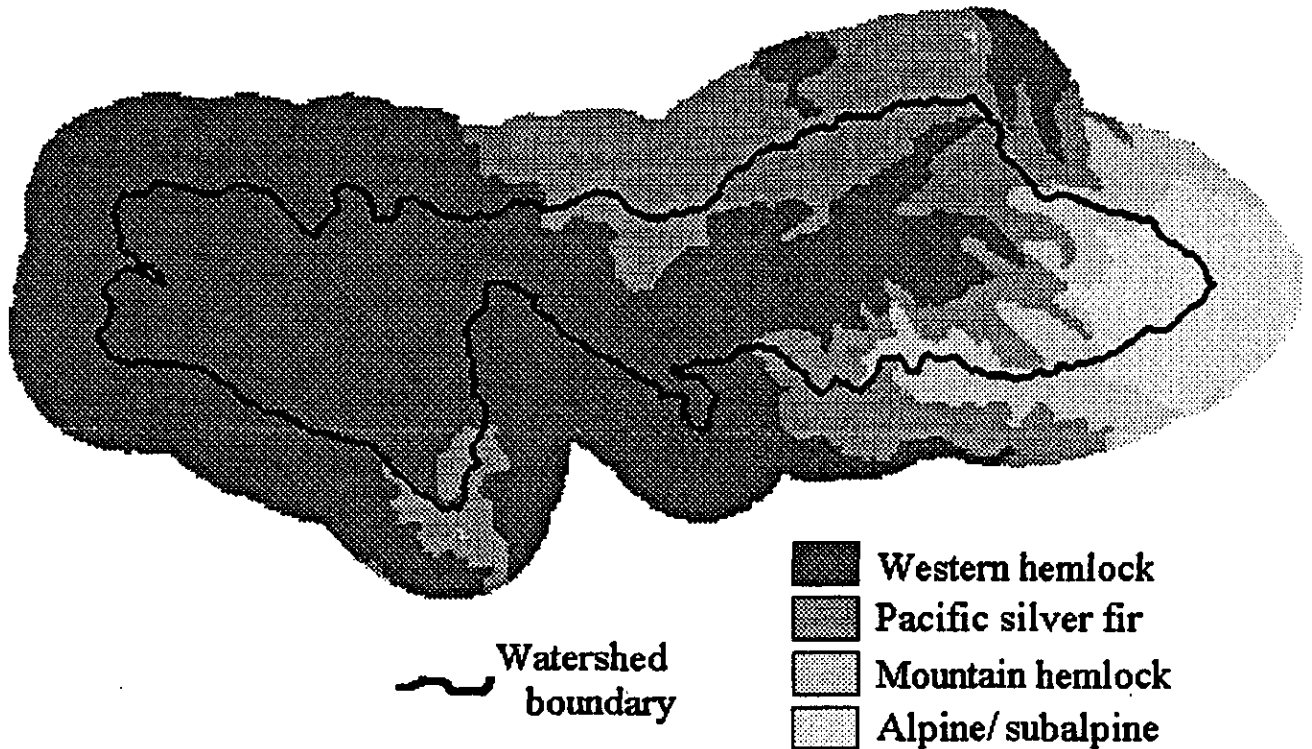 Western hemlock
Pacific silver fir
Mountain hemlock
Alpine/ subalpine
Watershed
boundary